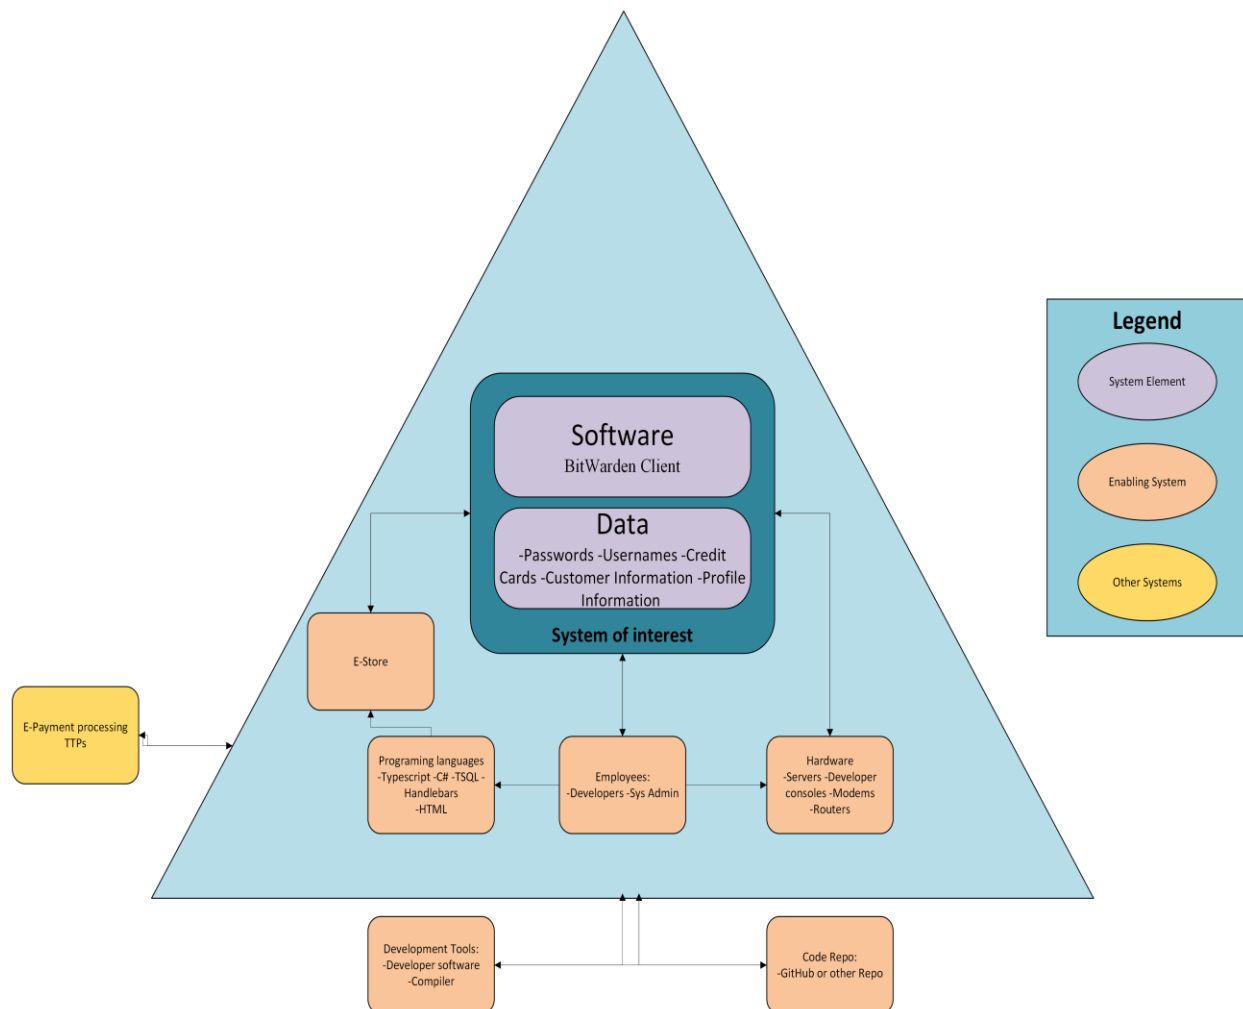 Software
BitWarden Client
Data
-Passwords -Usernames -Credit
Cards -Customer Information -Profile
Information
System of interest
E-Store
E-Payment processing
TTPs
Programing languages
-Typescript -C# -TSQL -
Handlebars
-HTML
Employees:
-Developers -Sys Admin
Hardware
-Servers -Developer
consoles -Modems
-Routers
Development Tools:
-Developer software
-Compiler
Code Repo:
-GitHub or other Repo
Legend
System Element
Enabling System
Other Systems